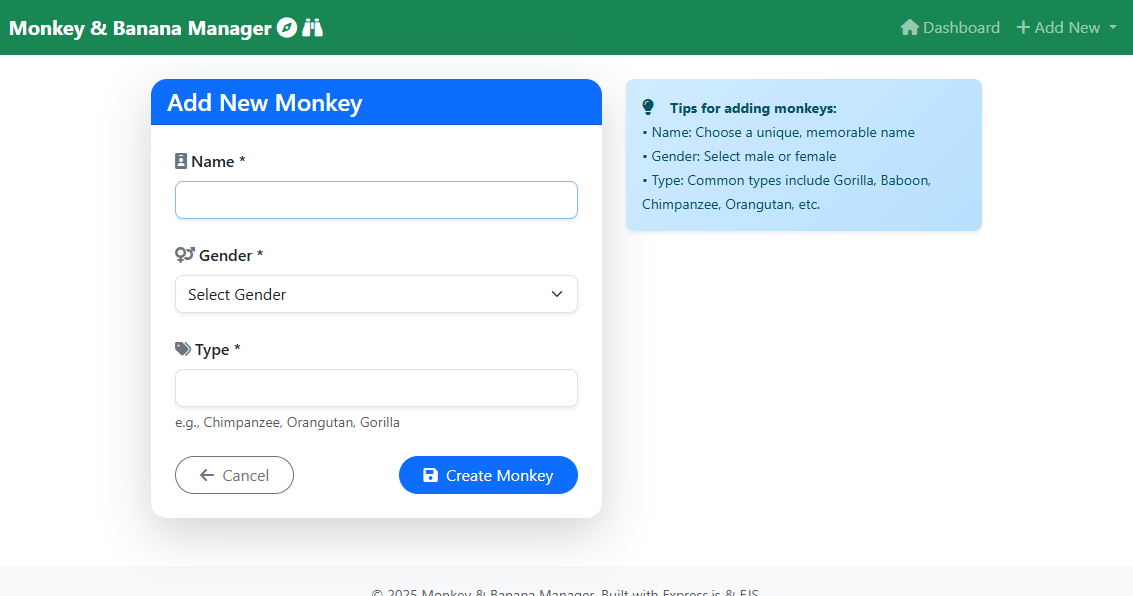 Monkey & Banana Manager
Dashboard
Add New
Add New Monkey
Name *
Gender *
Select Gender
Type *
e.g., Chimpanzee, Orangutan, Gorilla
Cancel
Create Monkey
Tips for adding monkeys:
• Name: Choose a unique, memorable name
• Gender: Select male or female
• Type: Common types include Gorilla, Baboon,
Chimpanzee, Orangutan, etc.
© 2025 Monkey & Banana Manager. Built with Express.js & EJS